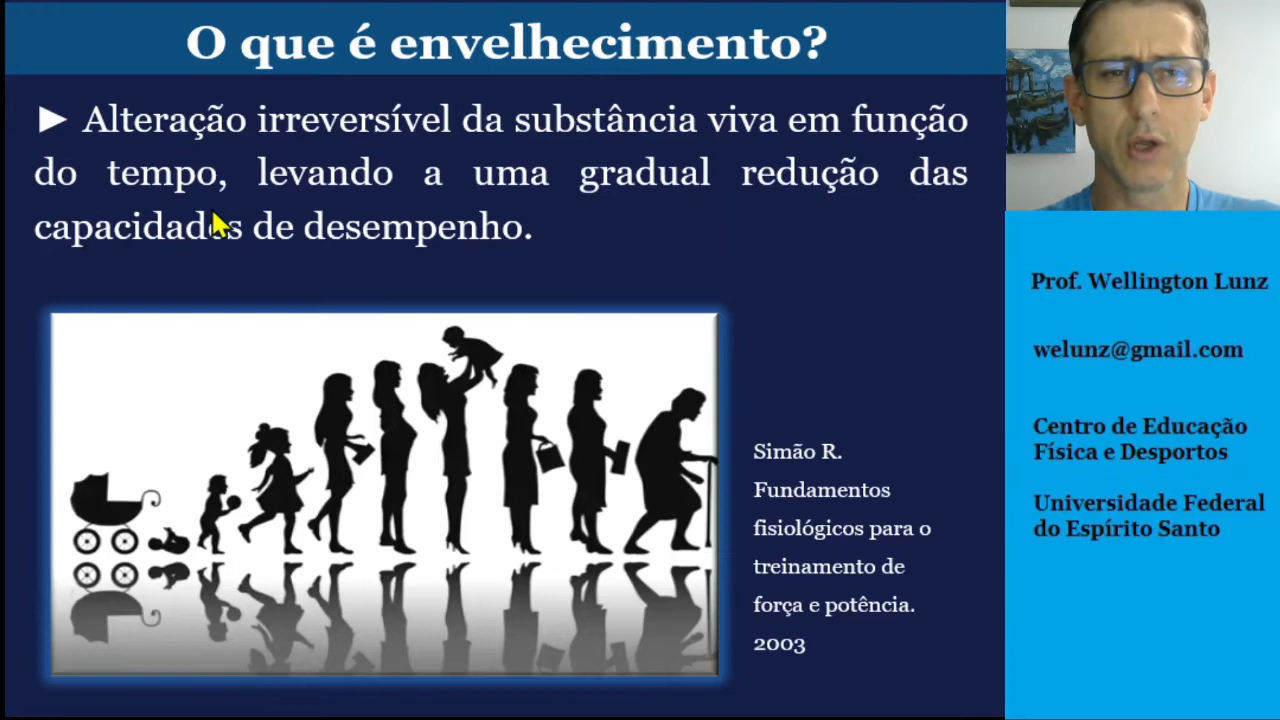 O que é envelhecimento?
► Alteração irreversível da substância viva em função
do tempo, levando a uma gradual redução das
capacidades de desempenho.
Simão R.
Fundamentos
fisiológicos para o
treinamento de
força e potência.
2003
Prof. Wellington Lunz
welunz@gmail.com
Centro de Educação
Física e Desportos
Universidade Federal
do Espírito Santo